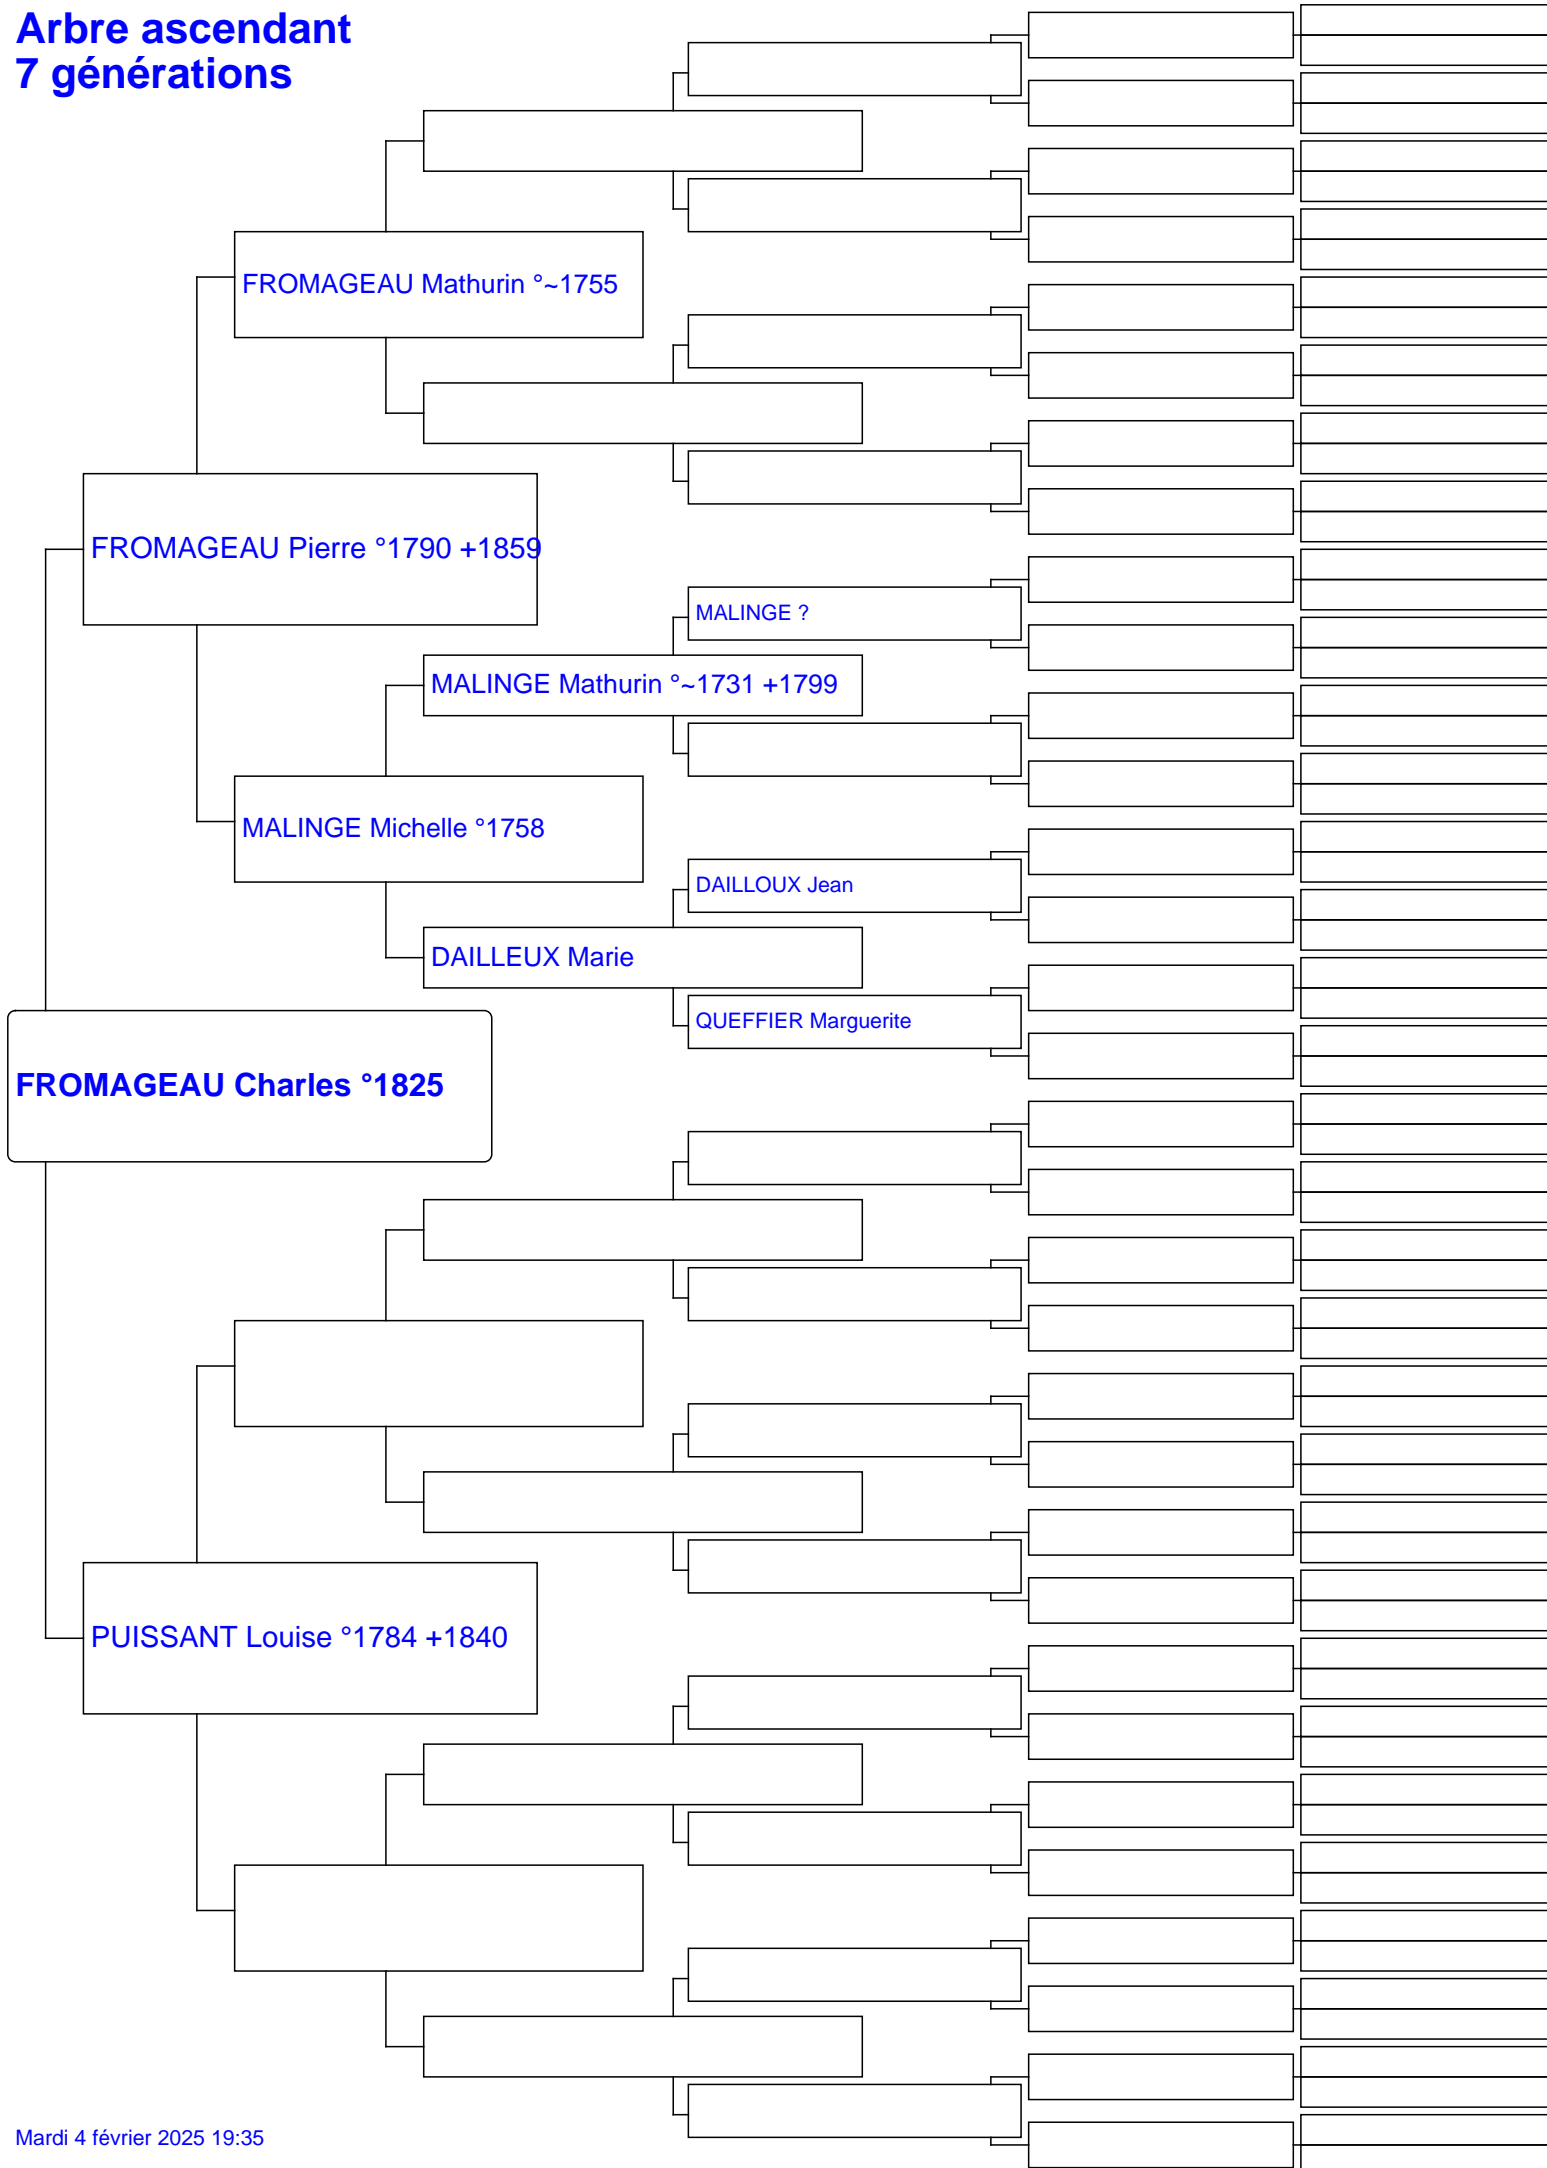 Arbre ascendant
7 générations
FROMAGEAU Mathurin °~1755
FROMAGEAU Pierre °1790 +1859
MALINGE ?
MALINGE Mathurin °~1731 +1799
MALINGE Michelle °1758
DAILLOUX Jean
DAILLEUX Marie
QUEFFIER Marguerite
FROMAGEAU Charles °1825
PUISSANT Louise °1784 +1840
Mardi 4 février 2025 19:35